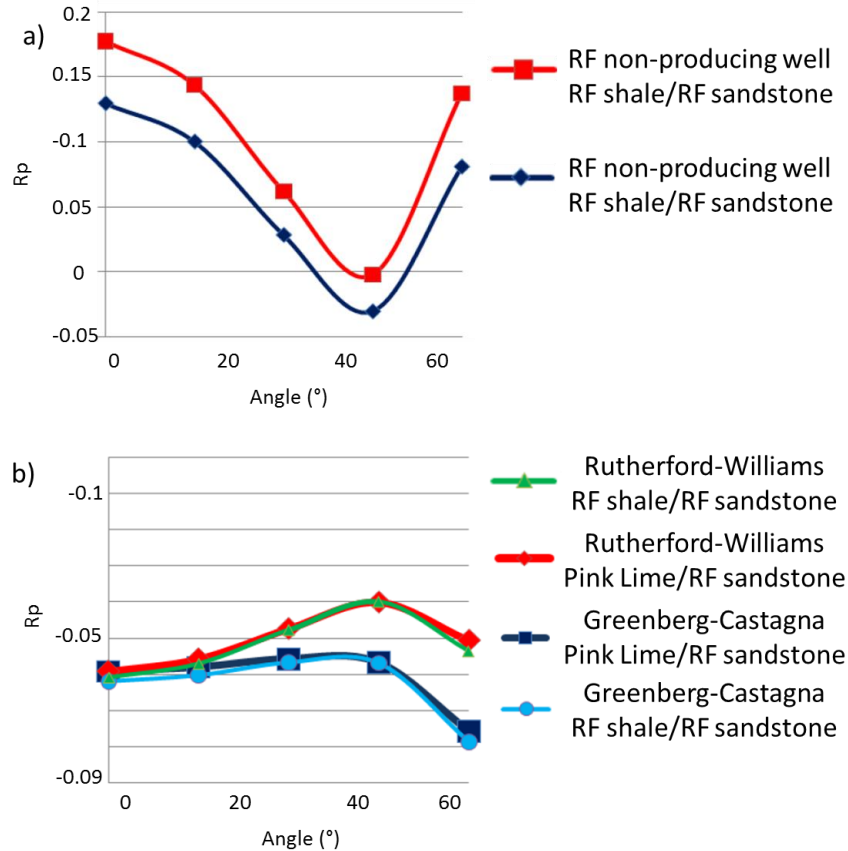 a)
0.2
0.15
-0.1
0.05
0
-0.05
Rp
0 20 40 60
Angle (°)
RF non-producing well
RF shale/RF sandstone
RF non-producing well
RF shale/RF sandstone
b)
-0.1
-0.05
-0.09
Rp
0 20 40 60
Angle (°)
Rutherford-Williams
RF shale/RF sandstone
Rutherford-Williams
Pink Lime/RF sandstone
Greenberg-Castagna
Pink Lime/RF sandstone
Greenberg-Castagna
RF shale/RF sandstone